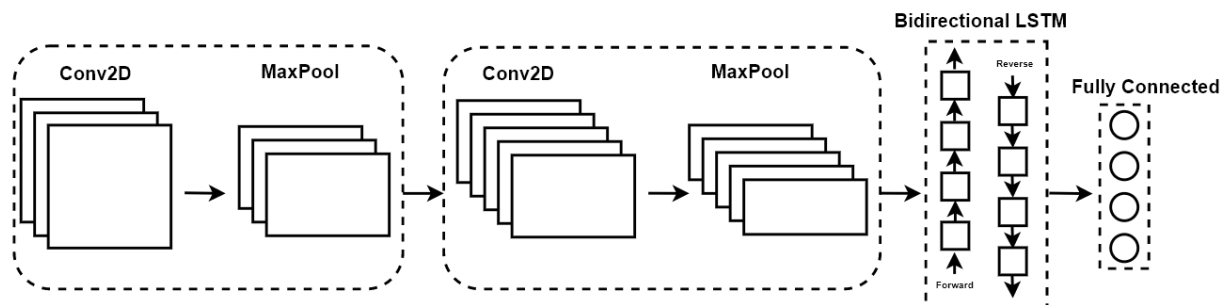 Conv2D
MaxPool
Conv2D
MaxPool
Bidirectional LSTM
Reverse
Forward
Fully Connected